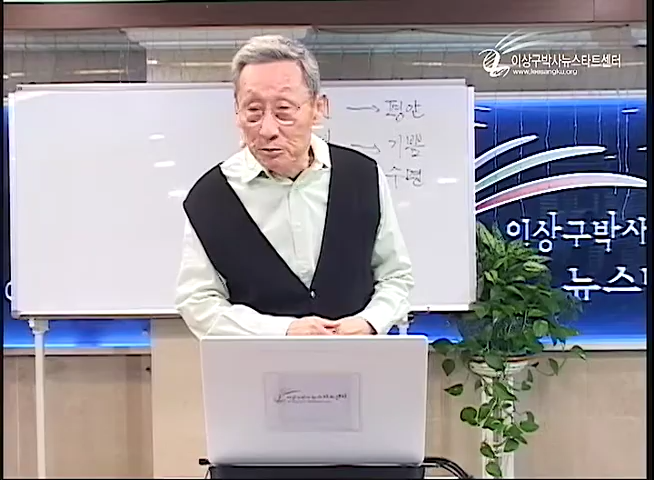 이상구박사뉴스타트센터
www.leesangku.org
→ 평안
→ 기쁨
수면
이상구박사
뉴스